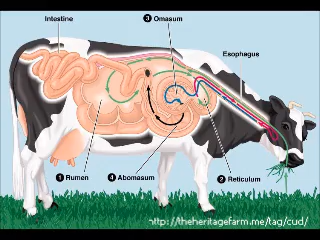 Intestine
3 Omasum
Esophagus
1 Rumen
4 Abomasum
2 Reticulum
http://theheritagefarm.me/tag/cud/